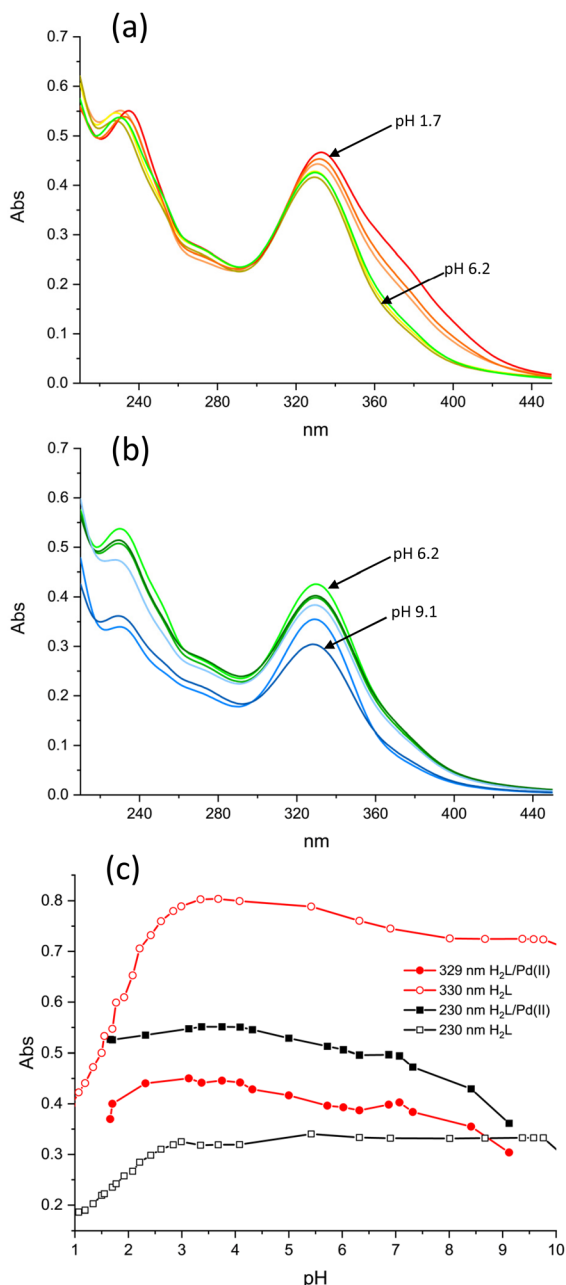 (a)
0.7
0.6
0.5
0.4
0.3
0.2
0.1
0.0
Abs
pH 1.7
pH 6.2
240 280 320 360 400 440
nm
(b)
0.7
0.6
0.5
0.4
0.3
0.2
0.1
0.0
Abs
pH 6.2
pH 9.1
240 280 320 360 400 440
nm
(c)
0.8
0.7
0.6
0.5
0.4
0.3
0.2
Abs
329 nm H₂L/Pd(II)
330 nm H₂L
230 nm H₂L/Pd(II)
230 nm H₂L
1 2 3 4 5 6 7 8 9 10
pH